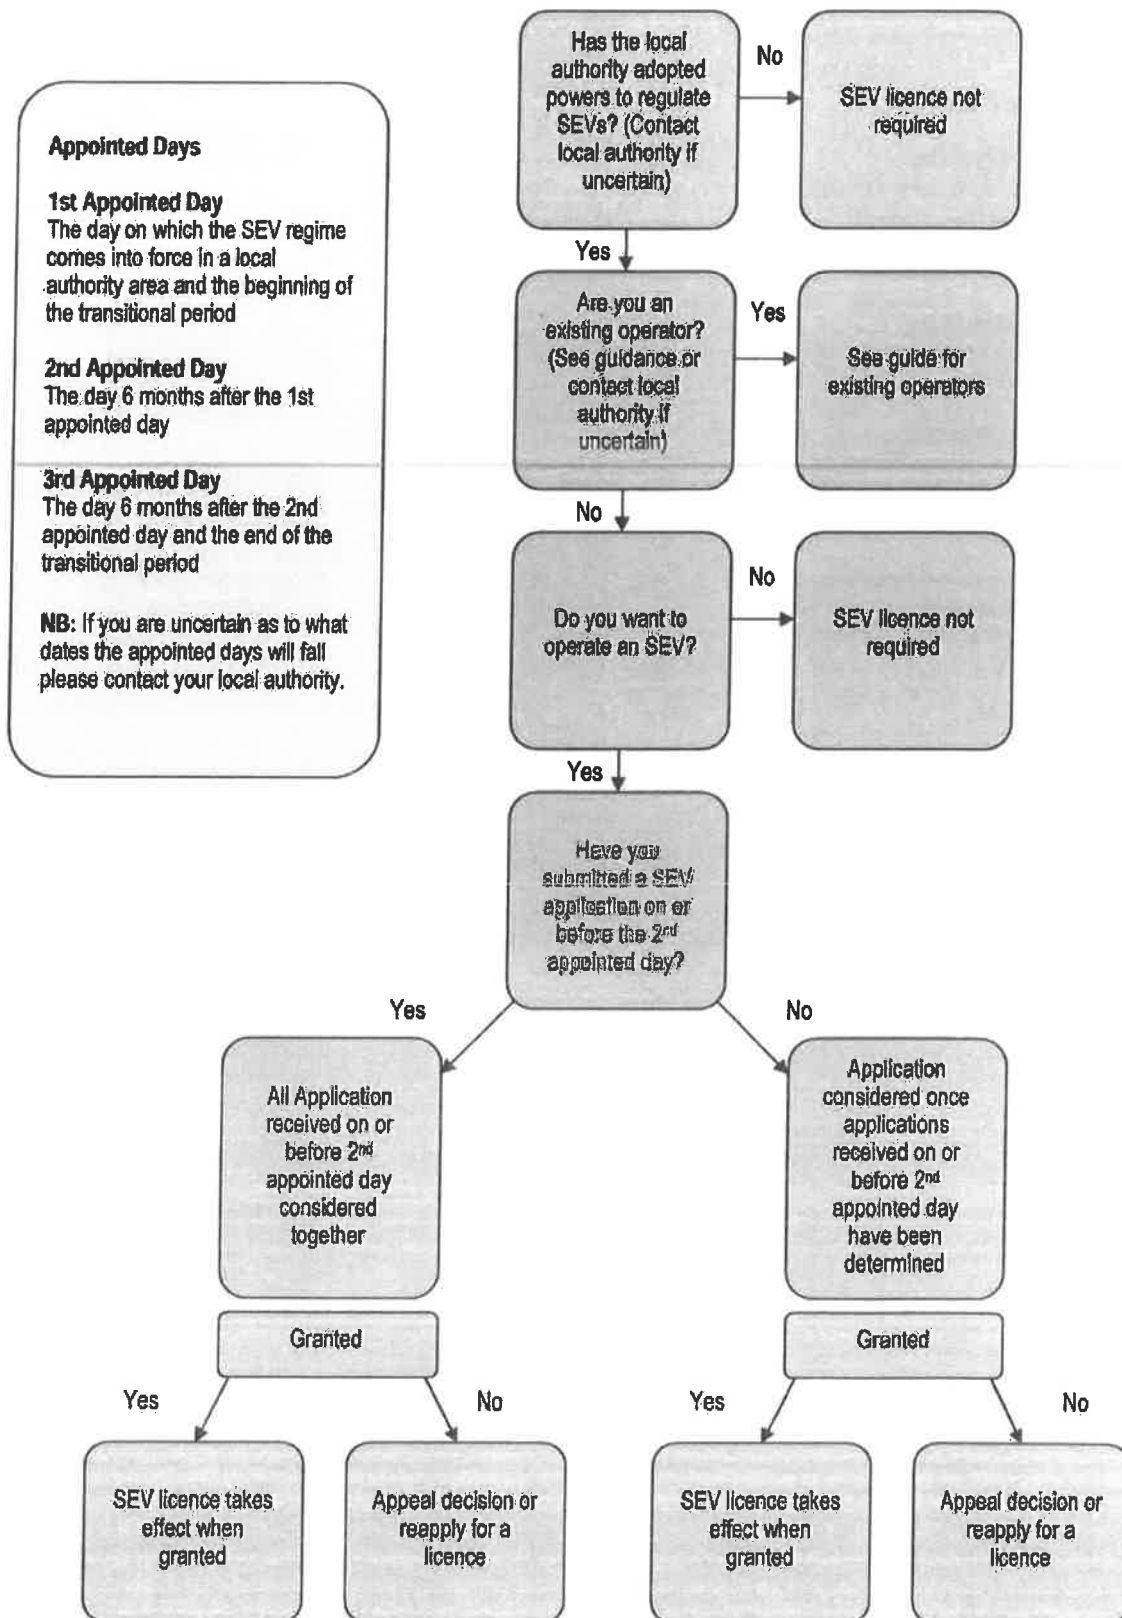 Appointed Days
1st Appointed Day
The day on which the SEV regime
comes into force in a local
authority area and the beginning of
the transitional period
2nd Appointed Day
The day 6 months after the 1st
appointed day
3rd Appointed Day
The day 6 months after the 2nd
appointed day and the end of the
transitional period
NB: If you are uncertain as to what
dates the appointed days will fall
please contact your local authority.
Has the local
authority adopted
powers to regulate
SEVs? (Contact
local authority if
uncertain)
No
SEV licence not
required
Yes
Are you an
existing operator?
(See guidance or
contact local
authority if
uncertain)
Yes
See guide for
existing operators
No
Do you want to
operate an SEV?
No
SEV licence not
required
Yes
Have you
submitted a SEV
application on or
before the 2nd
appointed day?
Yes
No
All Application
received on or
before 2nd
appointed day
considered
together
Application
considered once
applications
received on or
before 2nd
appointed day
have been
determined
Granted
Granted
Yes
No
Yes
No
SEV licence takes
effect when
granted
Appeal decision or
reapply for a
licence
SEV licence takes
effect when
granted
Appeal decision or
reapply for a
licence